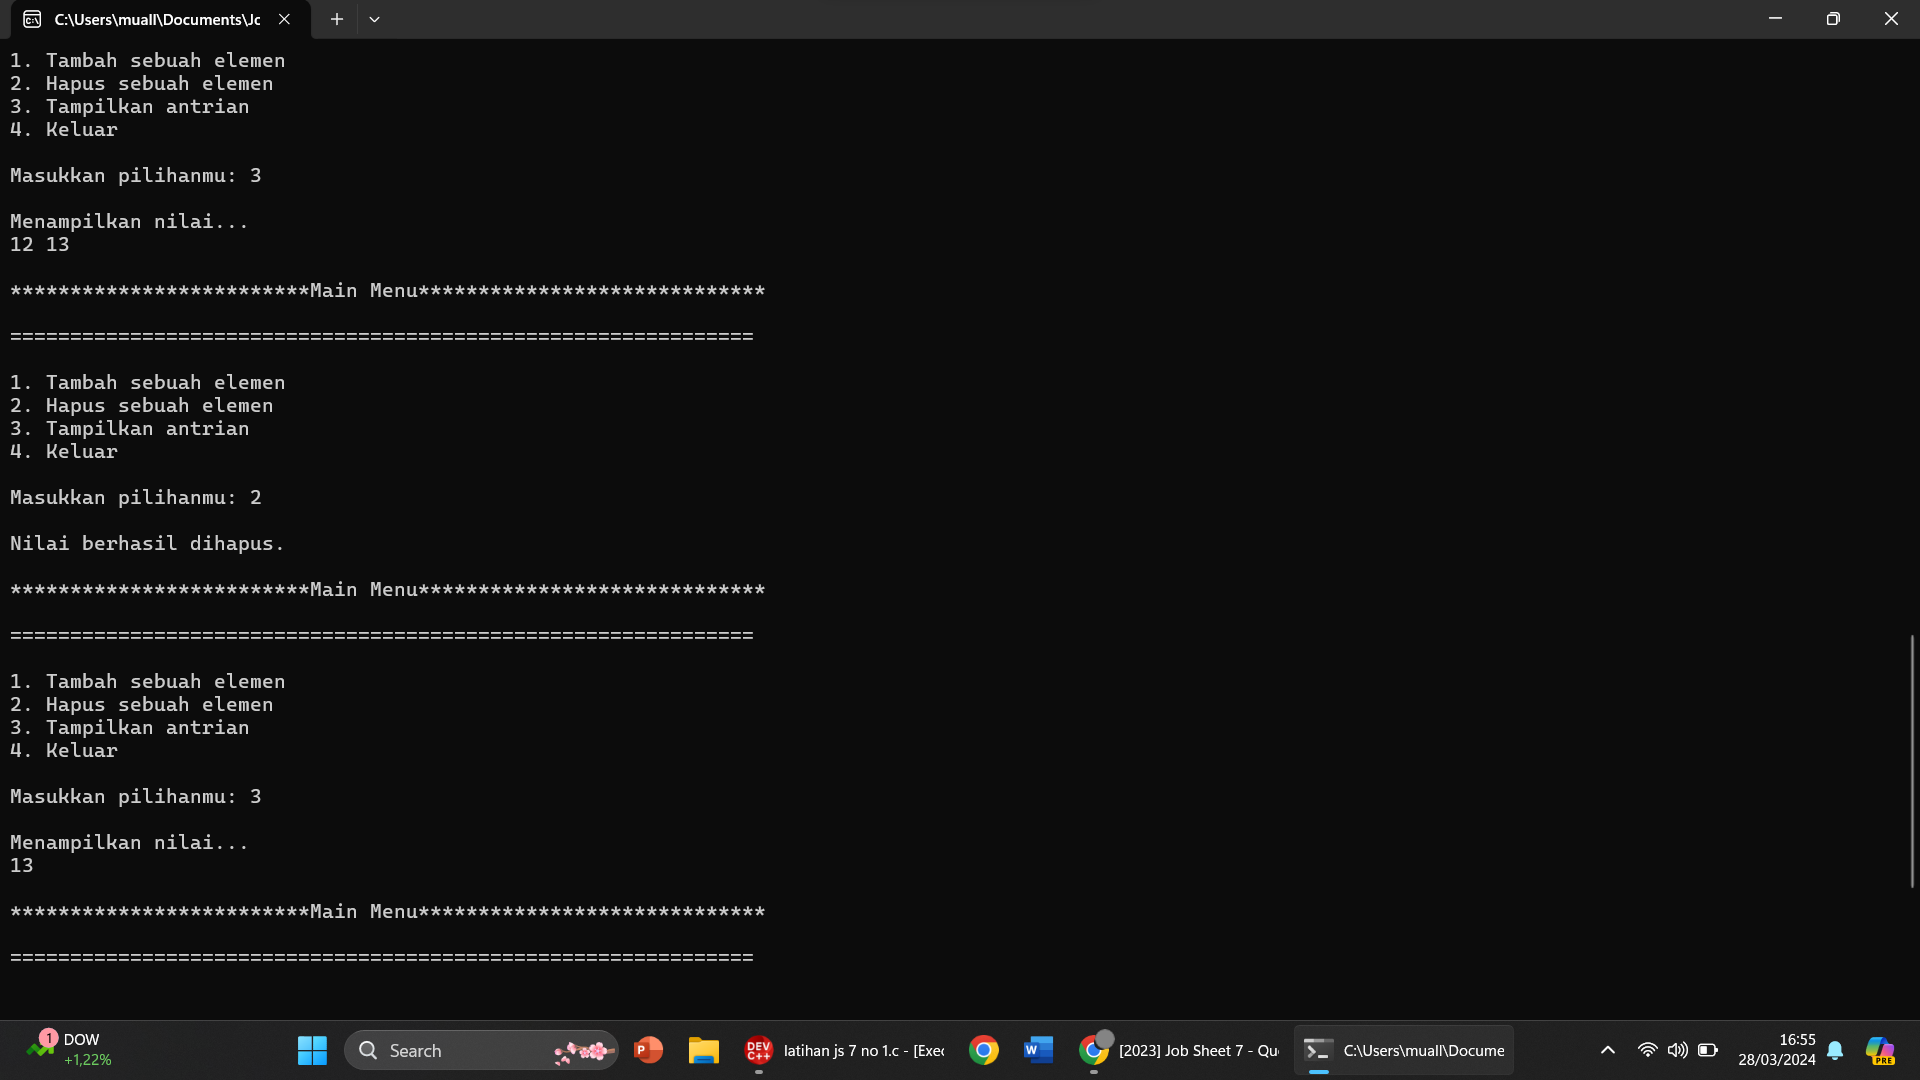 C:\Users\muall\Documents\Jo
1. Tambah sebuah elemen
2. Hapus sebuah elemen
3. Tampilkan antrian
4. Keluar
Masukkan pilihanmu: 3
Menampilkan nilai...
12 13
*************************Main Menu*****************************
==============================================================
1. Tambah sebuah elemen
2. Hapus sebuah elemen
3. Tampilkan antrian
4. Keluar
Masukkan pilihanmu: 2
Nilai berhasil dihapus.
*************************Main Menu*****************************
==============================================================
1. Tambah sebuah elemen
2. Hapus sebuah elemen
3. Tampilkan antrian
4. Keluar
Masukkan pilihanmu: 3
Menampilkan nilai...
13
*************************Main Menu*****************************
==============================================================
1 DOW
+1,22%
Search
P
DEV C++
latihan js 7 no 1.c - [Exec
W
[2023] Job Sheet 7 - Qu
C:\Users\muall\Docume
16:55
28/03/2024
PRE